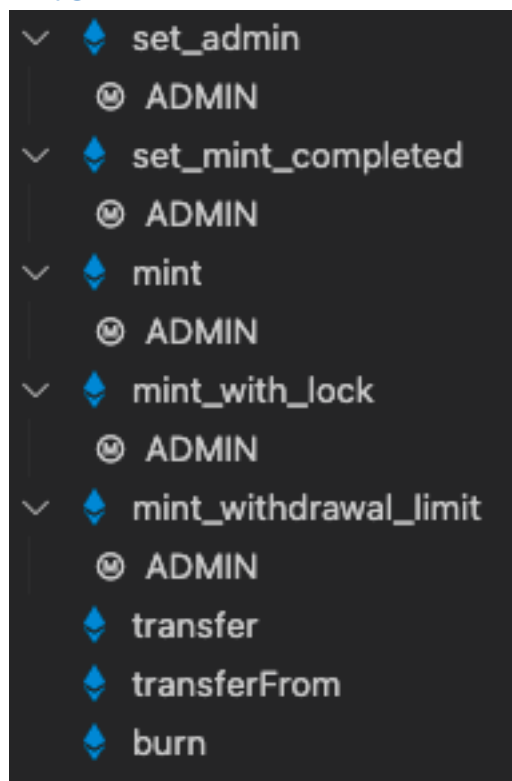 set_admin
ADMIN
set_mint_completed
ADMIN
mint
ADMIN
mint_with_lock
ADMIN
mint_withdrawal_limit
ADMIN
transfer
transferFrom
burn